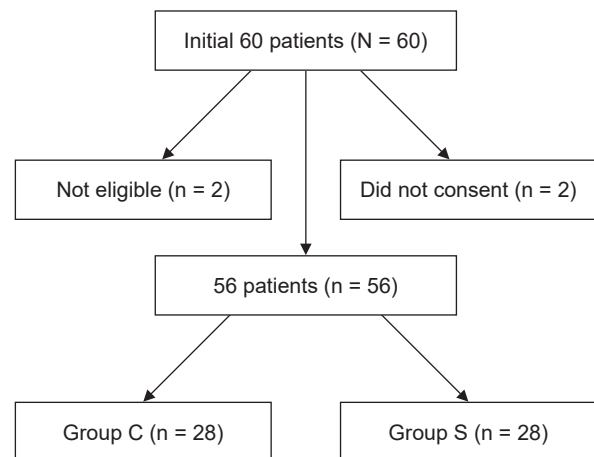 Initial 60 patients (N = 60)
Not eligible (n = 2)
Did not consent (n = 2)
56 patients (n = 56)
Group C (n = 28)
Group S (n = 28)